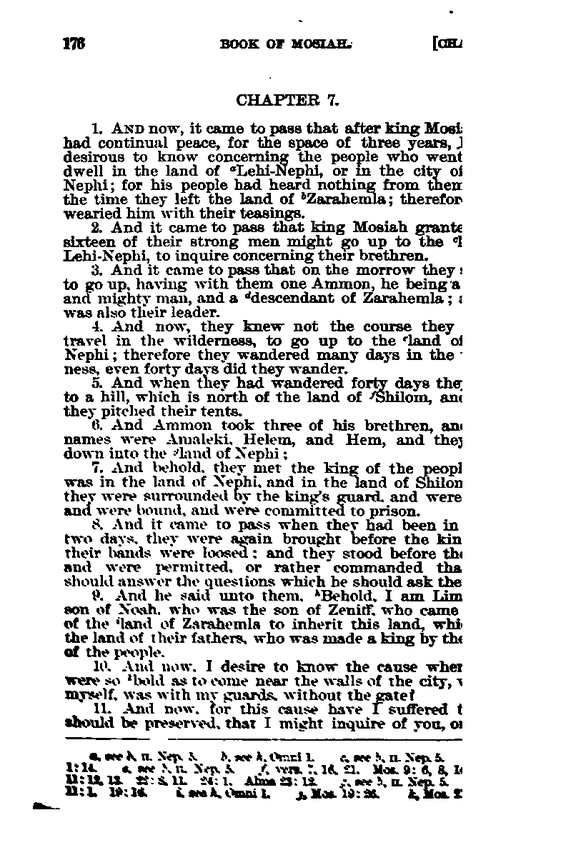 176 BOOK OF MOSIAH. [CH
CHAPTER 7.
1. AND now, it came to pass that after king Mosi
had continual peace, for the space of three years,
desirous to know concerning the people who went
dwell in the land of aLehi-Nephi, or in the city of
Nephi; for his people had heard nothing from them
the time they left the land of bZarahemla; therefor
wearied him with their teasings.
2. And it came to pass that king Mosiah grante
sixteen of their strong men might go up to the
Lehi-Nephi, to inquire concerning their brethren.
3. And it came to pass that on the morrow they
to go up, having with them one Ammon, he being a
and mighty man, and a ddescendant of Zarahemla;
was also their leader.
4. And now, they knew not the course they
travel in the wilderness, to go up to the eland of
Nephi; therefore they wandered many days in the
ness, even forty days did they wander.
5. And when they had wandered forty days the
to a hill, which is north of the land of fShilom, an
they pitched their tents.
6. And Ammon took three of his brethren, an
names were Amaleki, Helem, and Hem, and they
down into the gland of Nephi;
7. And behold, they met the king of the peopl
was in the land of Nephi, and in the land of Shilon
they were surrounded by the king's guard, and were
and were bound, and were committed to prison.
8. And it came to pass when they had been in
two days, they were again brought before the kin
their bands were loosed; and they stood before the
and were permitted, or rather commanded tha
should answer the questions which he should ask the
9. And he said unto them, hBehold, I am Lim
son of Noah, who was the son of Zeniff, who came
of the iland of Zarahemla to inherit this land, whi
the land of their fathers, who was made a king by the
of the people.
10. And now, I desire to know the cause wher
were so bold as to come near the walls of the city,
myself, was with my guards, without the gate?
11. And now, for this cause have I suffered t
should be preserved, that I might inquire of you, or
a, see h, n. Nep. 5. b, see h, Omni 1. c, see b, n. Nep. 5.
1:14. e, see b, n. Nep. 5. f, vers. 7, 16, 21. Mos. 9: 6, 8,
11:12, 13. 22: 8, 11. 24: 1. Alma 23: 12. see b, n. Nep. 5.
11:1. 19:16. i, see h, Omni 1. j, Mos. 19: 26. k, Mos.